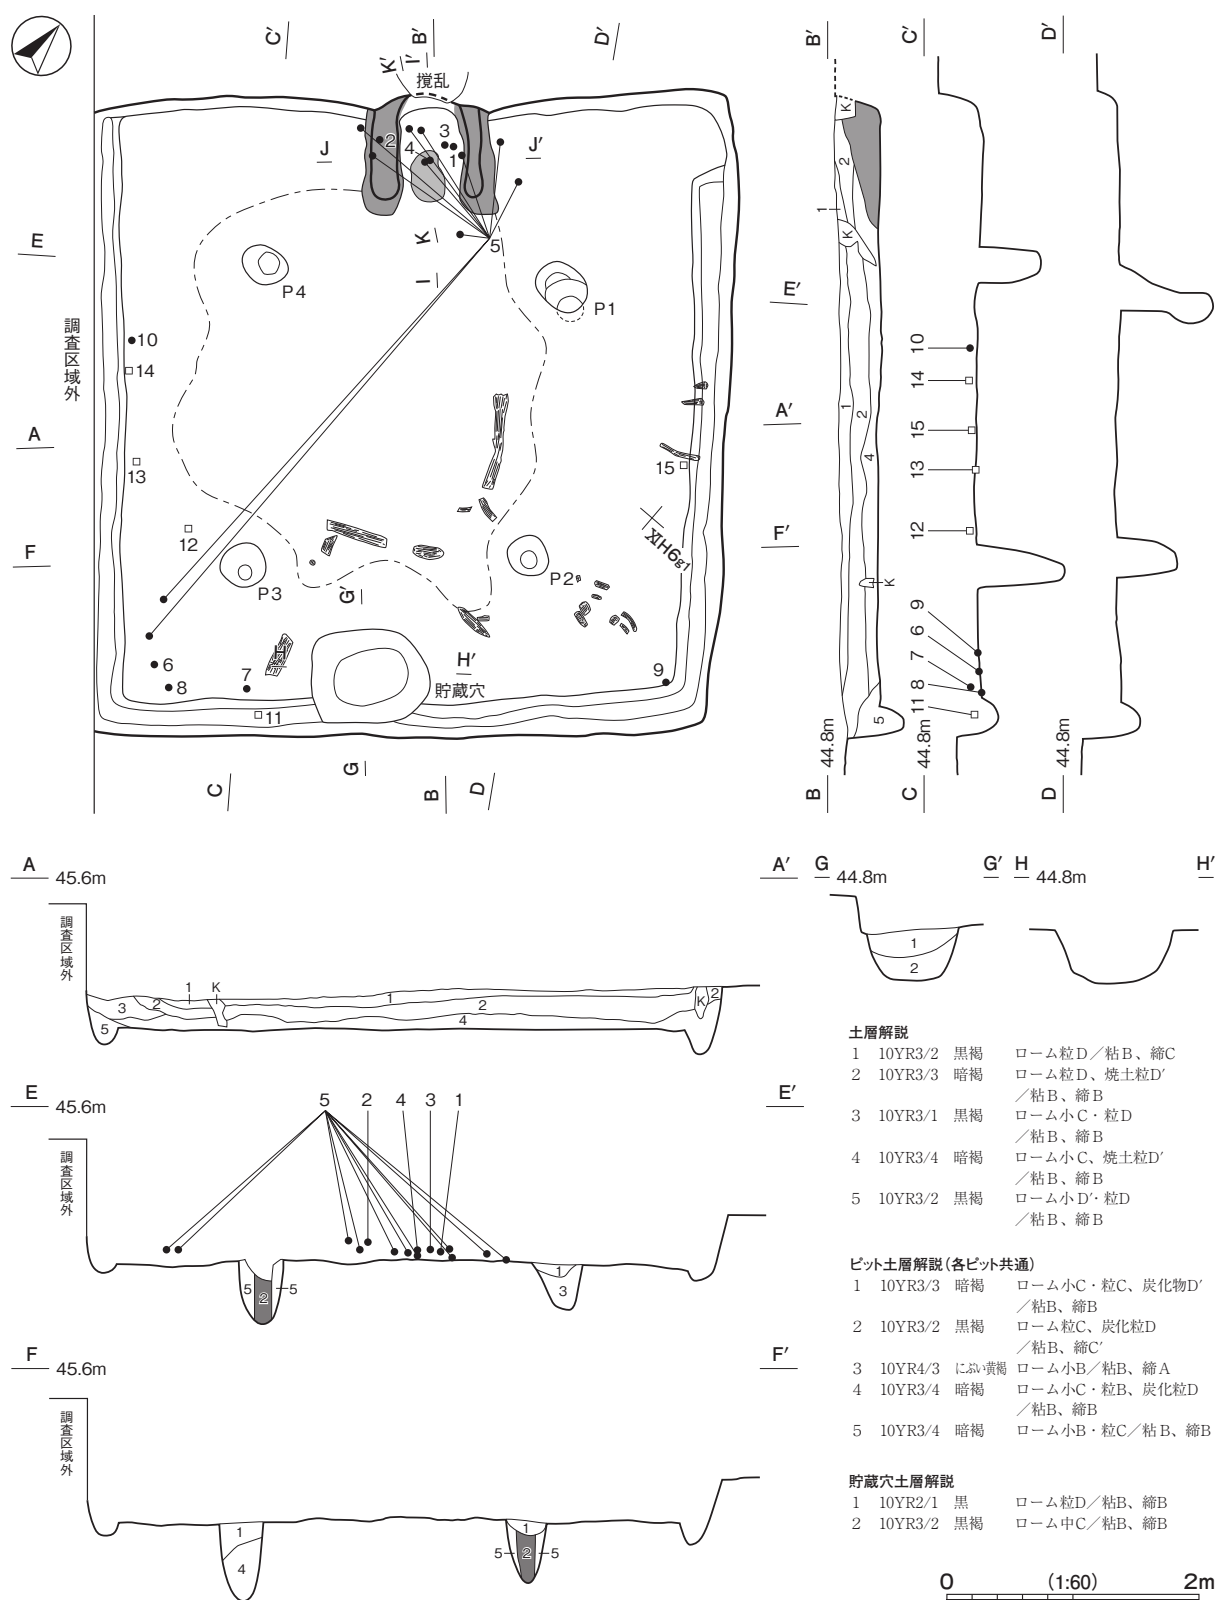 C′
B′
D′
K′
I′
撹乱
J
2
3
4
1
J′
E
K
5
I
P4
P1
E′
調査区域外
10
14
A
13
15
A′
12
ⅪH9g1
F
P3
P2
F′
G′
6
8
7
H′
貯蔵穴
9
11
G
C
B
D
B′
C′
D′
K
2
1
K
1
2
4
K
5
10
14
15
13
12
9
6
7
8
11
44.8m
44.8m
44.8m
B
C
D
A 45.6m
A′
調査区域外
3
2
1
K
1
2
4
K
2
5
E 45.6m
5 2 4 3 1
E′
調査区域外
5
2
5
1
3
F 45.6m
F′
調査区域外
1
4
1
5
2
5
G 44.8m
G′
1
2
H 44.8m
H′
土層解説
1 10YR3/2 黒褐 ローム粒D／粘B、締C
2 10YR3/3 暗褐 ローム粒D、焼土粒D′
／粘B、締B
3 10YR3/1 黒褐 ローム小C・粒D
／粘B、締B
4 10YR3/4 暗褐 ローム小C、焼土粒D′
／粘B、締B
5 10YR3/2 黒褐 ローム小D′・粒D
／粘B、締B
ピット土層解説（各ピット共通）
1 10YR3/3 暗褐 ローム小C・粒C、炭化物D′
／粘B、締B
2 10YR3/2 黒褐 ローム粒C、炭化粒D
／粘B、締C′
3 10YR4/3 にぶい黄褐 ローム小B／粘B、締A
4 10YR3/4 暗褐 ローム小C・粒B、炭化粒D
／粘B、締B
5 10YR3/4 暗褐 ローム小B・粒C／粘B、締B
貯蔵穴土層解説
1 10YR2/1 黒 ローム粒D／粘B、締B
2 10YR3/2 黒褐 ローム中C／粘B、締B
0 (1:60) 2m